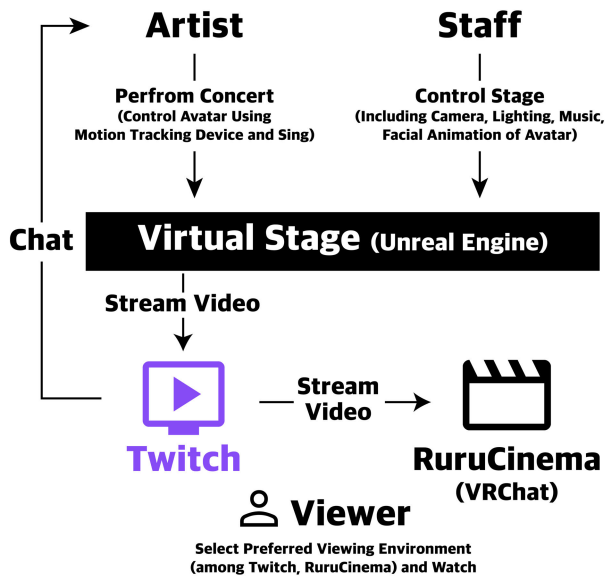 Artist
Staff
Perfrom Concert
(Control Avatar Using
Motion Tracking Device and Sing)
Control Stage
(Including Camera, Lighting, Music,
Facial Animation of Avatar)
Chat
Virtual Stage (Unreal Engine)
Stream Video
Stream
Video
Twitch
RuruCinema
(VRChat)
Viewer
Select Preferred Viewing Environment
(among Twitch, RuruCinema) and Watch